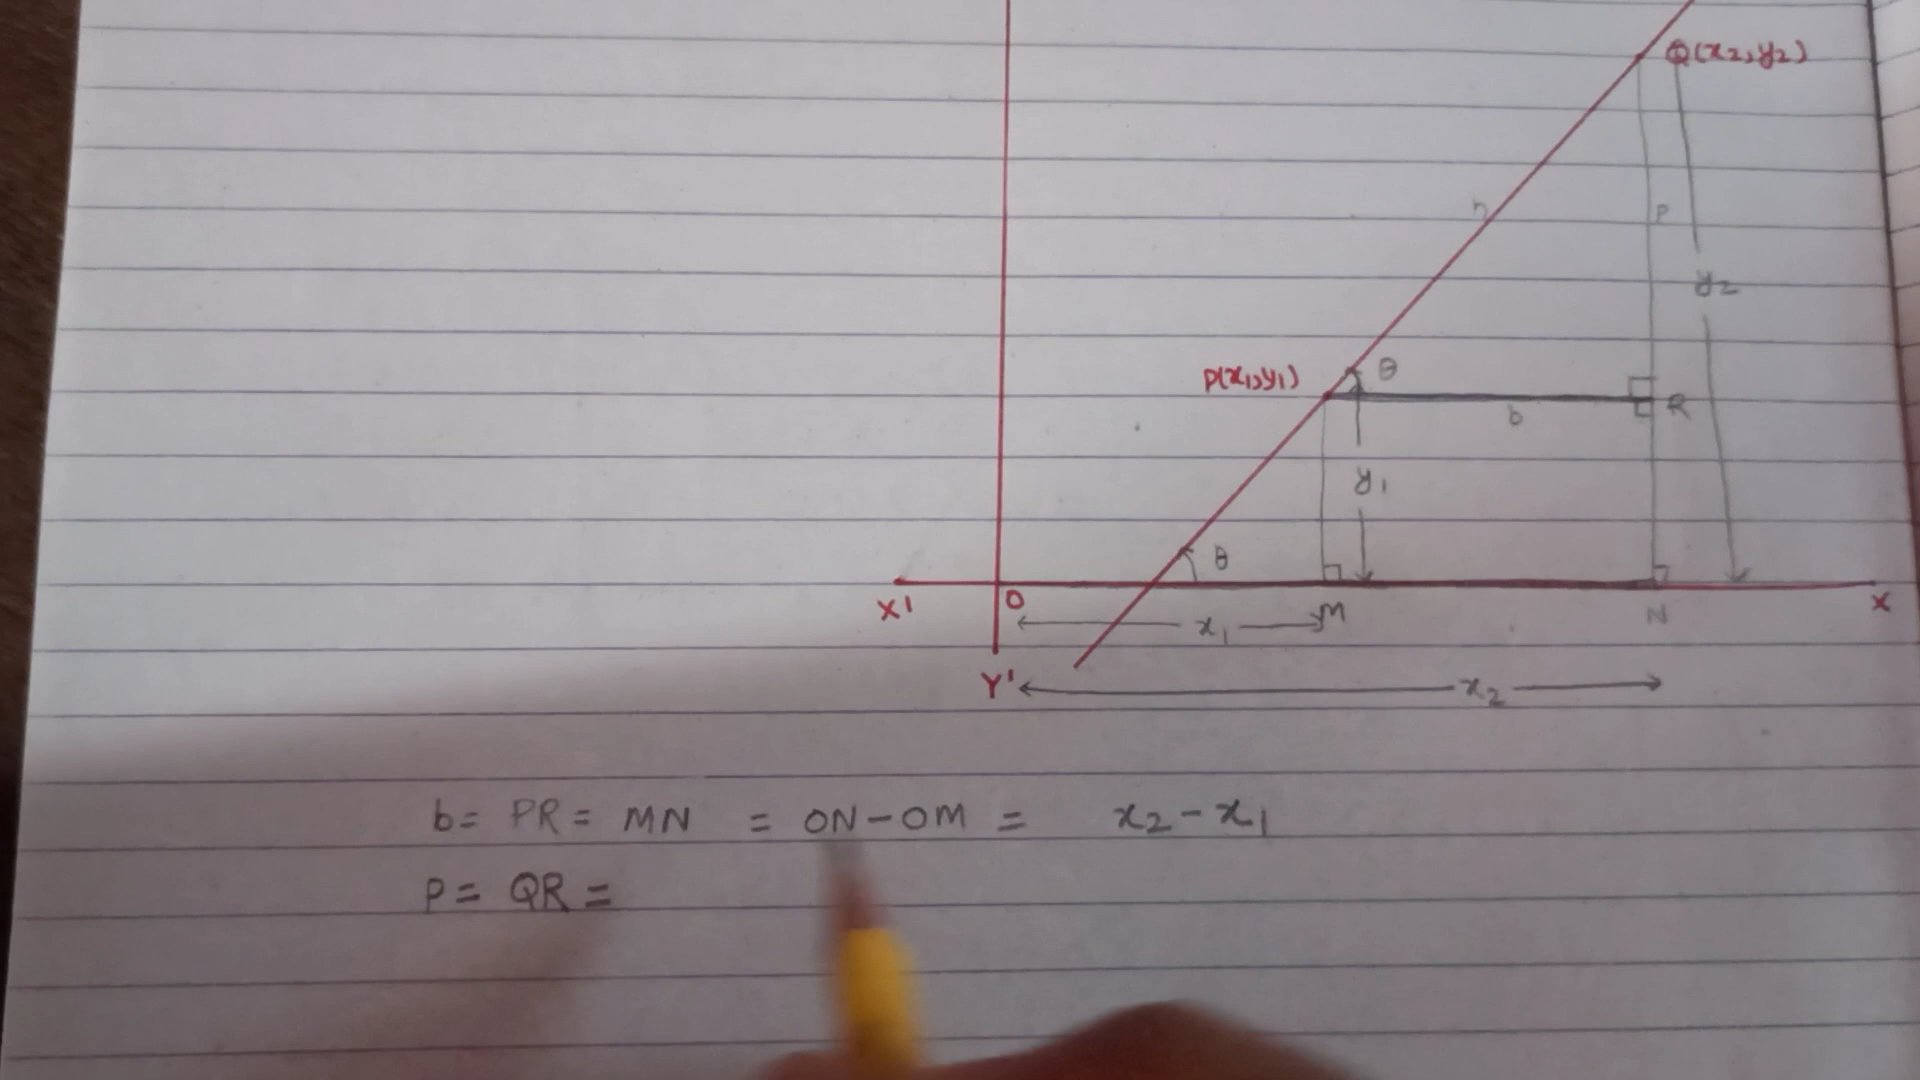 Q(x₂,y₂)
h
P
y₂
P(x₁,y₁)
θ
b
R
y₁
θ
X'
O
x₁
M
N
X
Y'
x₂
b = PR = MN = ON - OM = x₂ - x₁
P = QR =